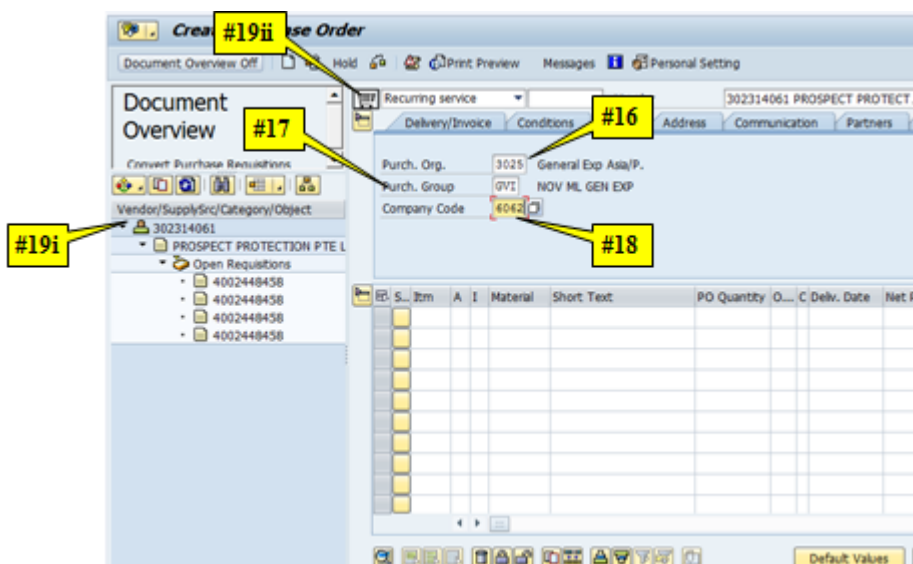 Create Purchase Order
#19ii
Document Overview Off
Hold
Print Preview
Messages
Personal Setting
Document
Overview
Convert Purchase Requisitions
#17
Vendor/SupplySrc/Category/Object
302314061
PROSPECT PROTECTION PTE L
Open Requisitions
4002448458
4002448458
4002448458
4002448458
#19i
Recurring service
302314061 PROSPECT PROTECT
Delivery/Invoice
Conditions
#16
Address
Communication
Partners
Purch. Org. 3025 General Exp Asia/P.
Purch. Group GVI NOV ML GEN EXP
Company Code 6062
#18
S... Itm A I Material Short Text PO Quantity O... C Deliv. Date Net P
Default Values